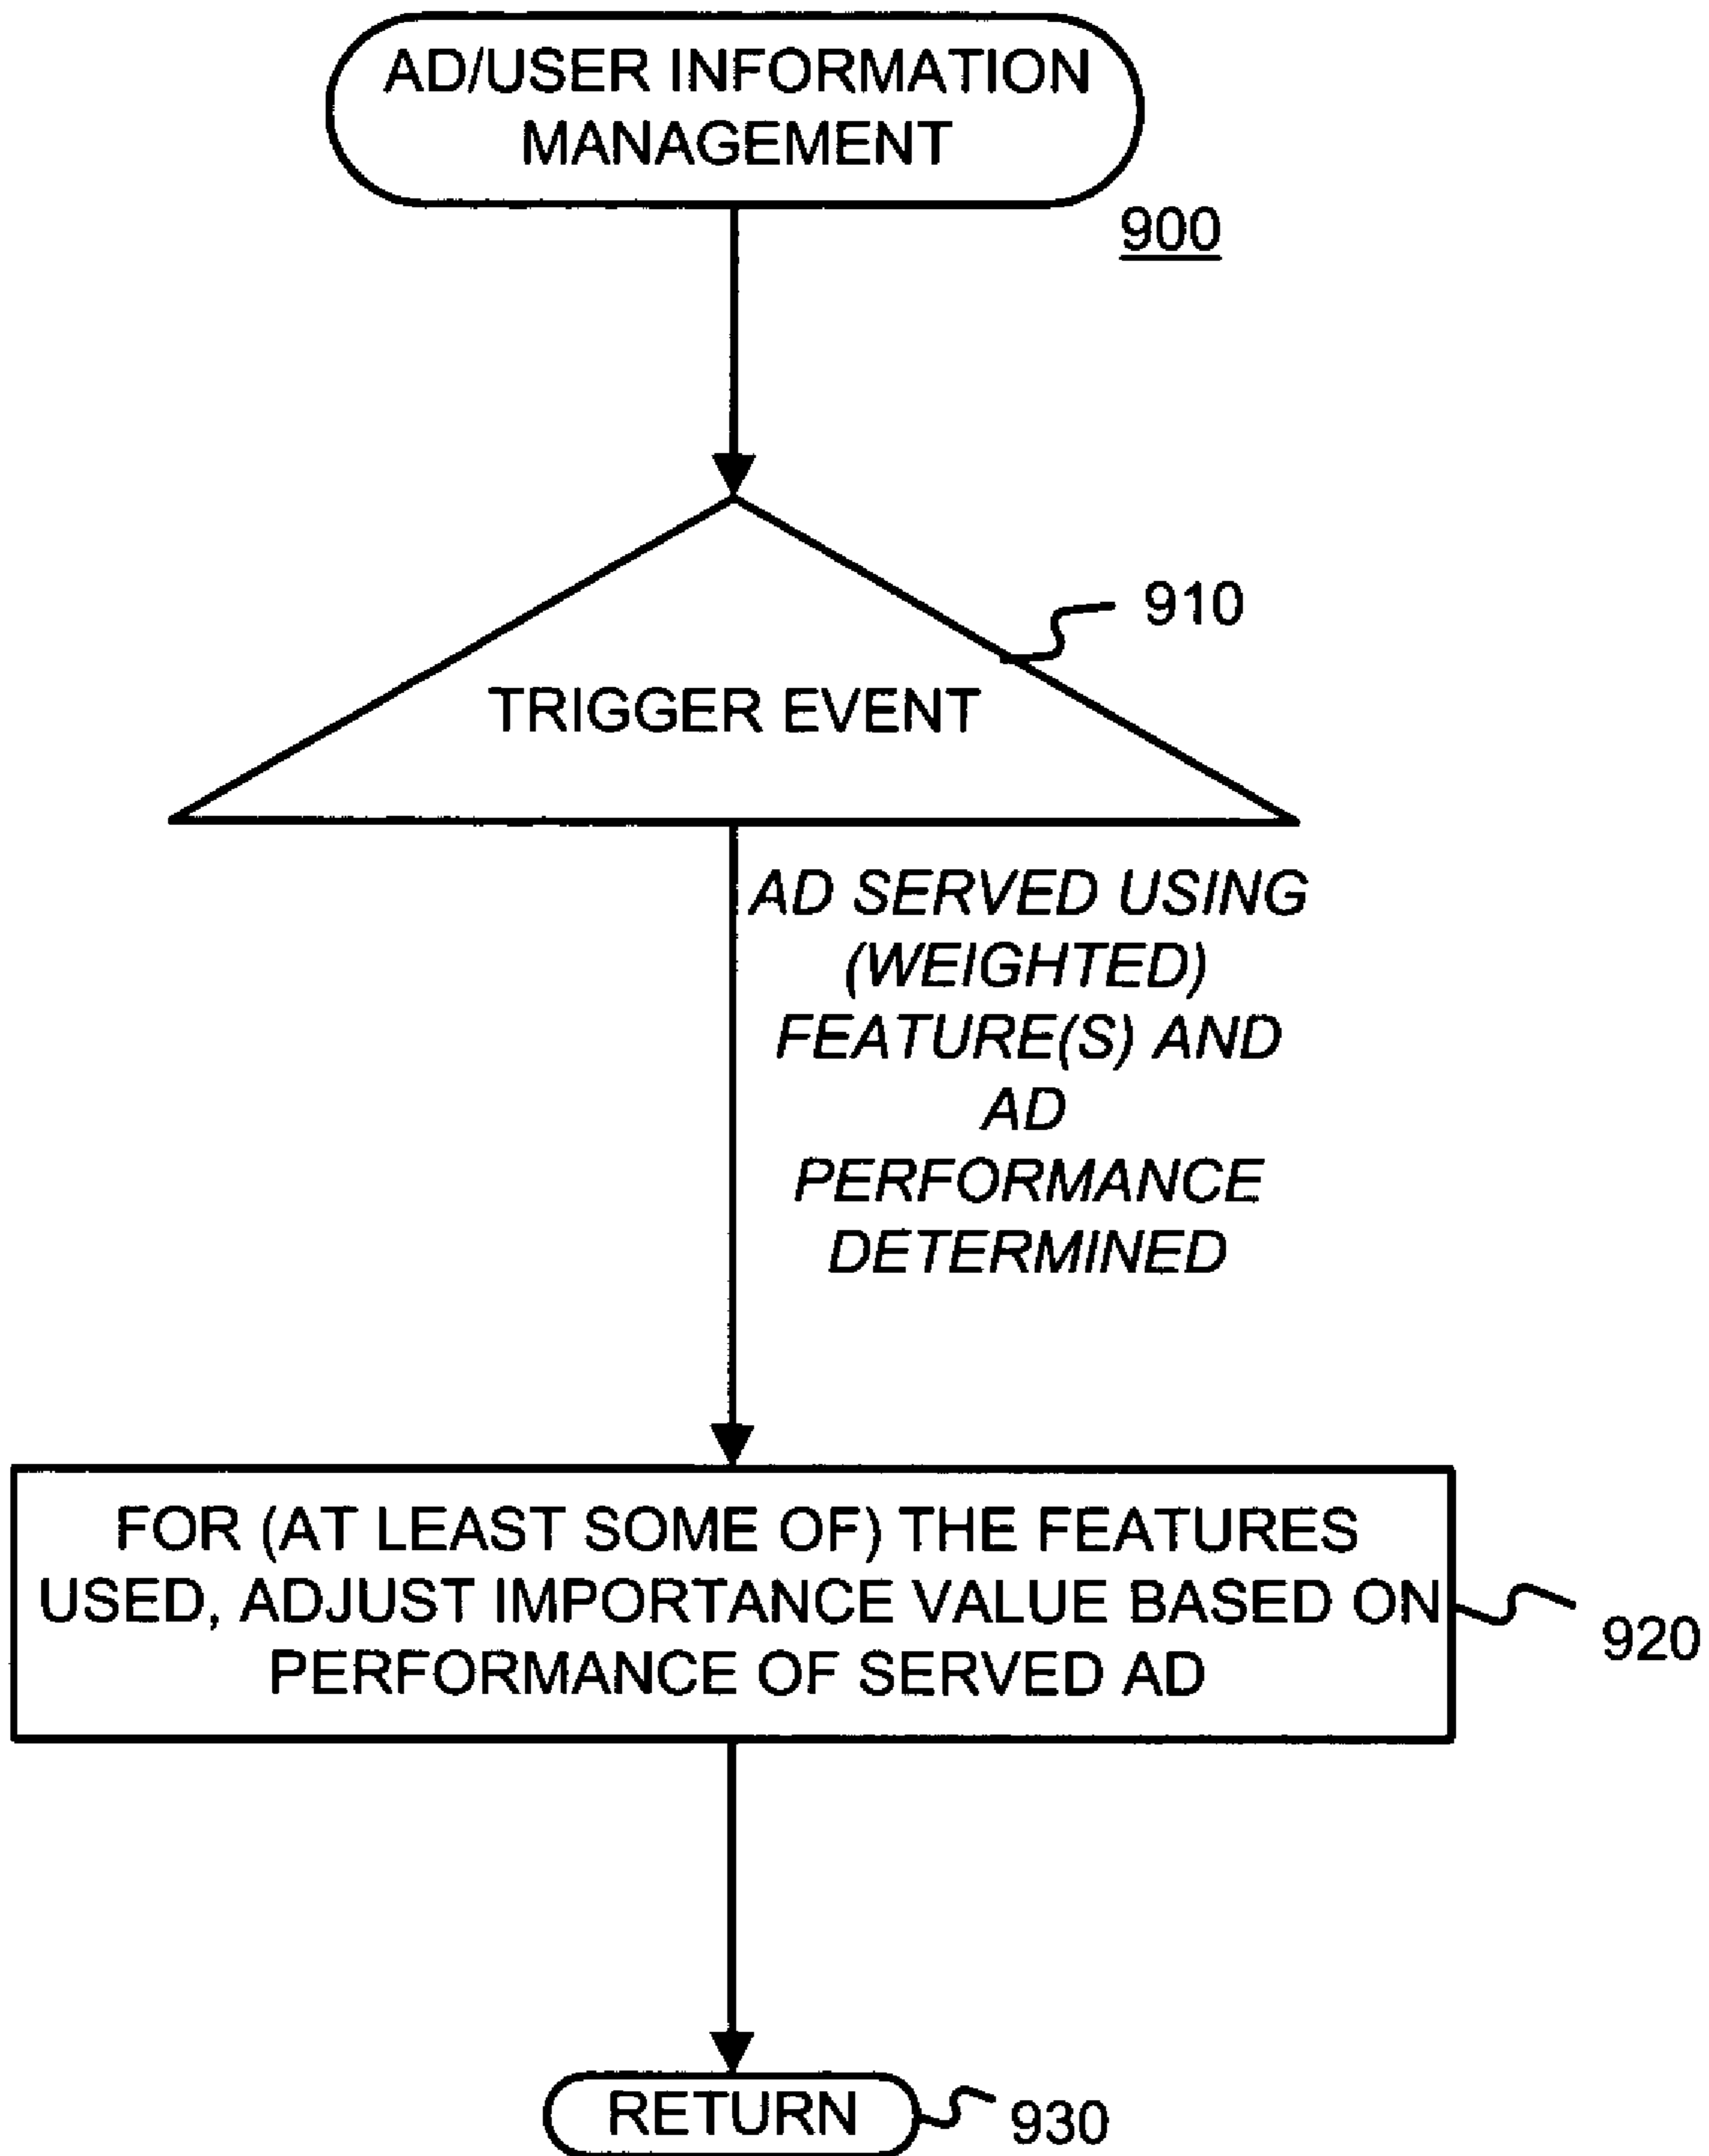 AD/USER INFORMATION
MANAGEMENT
900
910
TRIGGER EVENT
AD SERVED USING
(WEIGHTED)
FEATURE(S) AND
AD
PERFORMANCE
DETERMINED
FOR (AT LEAST SOME OF) THE FEATURES
USED, ADJUST IMPORTANCE VALUE BASED ON
PERFORMANCE OF SERVED AD
920
RETURN
930